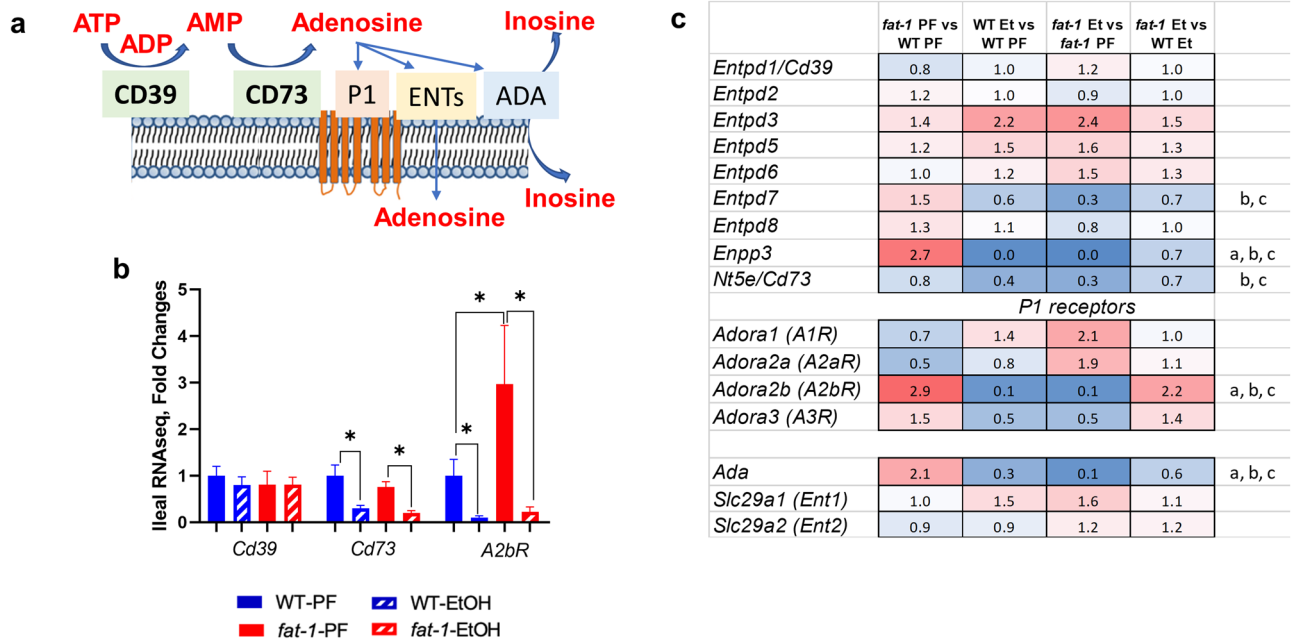 a
ATP
ADP
AMP
Adenosine
Inosine
CD39
CD73
P1
ENTs
ADA
Adenosine
Inosine
b
Ileal RNAseq, Fold Changes
5
4
3
2
1
0
*
*
*
*
*
Cd39
Cd73
A2bR
WT-PF
WT-EtOH
fat-1-PF
fat-1-EtOH
c
fat-1 PF vs WT Et vs fat-1 Et vs fat-1 Et vs
WT PF WT PF fat-1 PF WT Et
Entpd1/Cd39 0.8 1.0 1.2 1.0
Entpd2 1.2 1.0 0.9 1.0
Entpd3 1.4 2.2 2.4 1.5
Entpd5 1.2 1.5 1.6 1.3
Entpd6 1.0 1.2 1.5 1.3
Entpd7 1.5 0.6 0.3 0.7 b, c
Entpd8 1.3 1.1 0.8 1.0
Enpp3 2.7 0.0 0.0 0.7 a, b, c
Nt5e/Cd73 0.8 0.4 0.3 0.7 b, c
P1 receptors
Adora1 (A1R) 0.7 1.4 2.1 1.0
Adora2a (A2aR) 0.5 0.8 1.9 1.1
Adora2b (A2bR) 2.9 0.1 0.1 2.2 a, b, c
Adora3 (A3R) 1.5 0.5 0.5 1.4
Ada 2.1 0.3 0.1 0.6 a, b, c
Slc29a1 (Ent1) 1.0 1.5 1.6 1.1
Slc29a2 (Ent2) 0.9 0.9 1.2 1.2